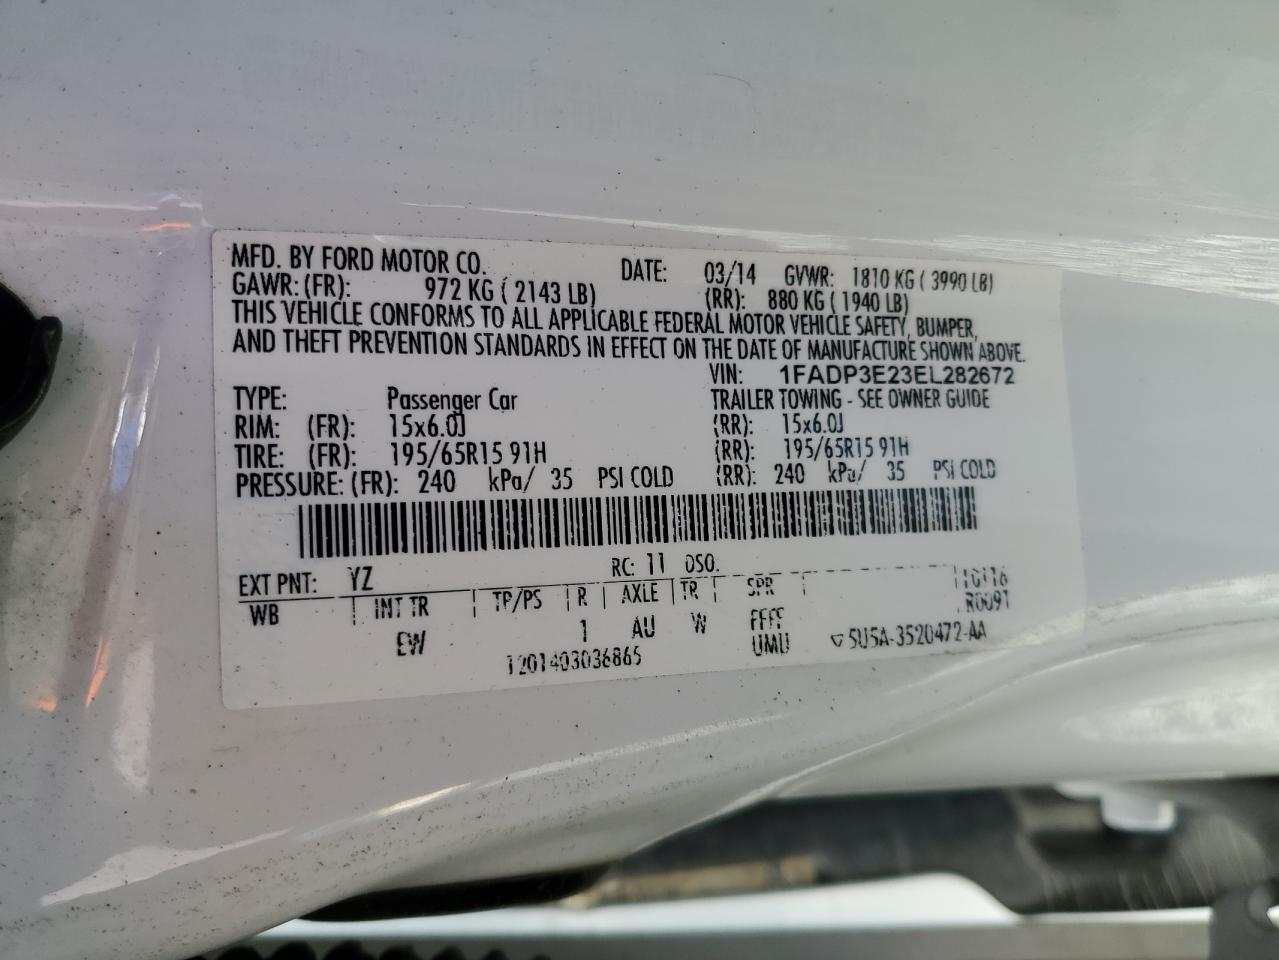 MFD. BY FORD MOTOR CO. DATE: 03/14 GVWR: 1810 KG ( 3990 LB)
GAWR: (FR): 972 KG ( 2143 LB) (RR): 880 KG ( 1940 LB)
THIS VEHICLE CONFORMS TO ALL APPLICABLE FEDERAL MOTOR VEHICLE SAFETY, BUMPER,
AND THEFT PREVENTION STANDARDS IN EFFECT ON THE DATE OF MANUFACTURE SHOWN ABOVE.
VIN: 1FADP3E23EL282672
TYPE: Passenger Car TRAILER TOWING - SEE OWNER GUIDE
RIM: (FR): 15x6.0J (RR): 15x6.0J
TIRE: (FR): 195/65R15 91H (RR): 195/65R15 91H
PRESSURE: (FR): 240 kPa/ 35 PSI COLD (RR): 240 kPa/ 35 PSI COLD
EXT PNT: YZ RC: 11 DSO:
WB | INT TR | TP/PS | R | AXLE | TR | SPR | R0091
EW 1 AU W FFFF
T201403036865 UMU ▽5U5A-3520472-AA